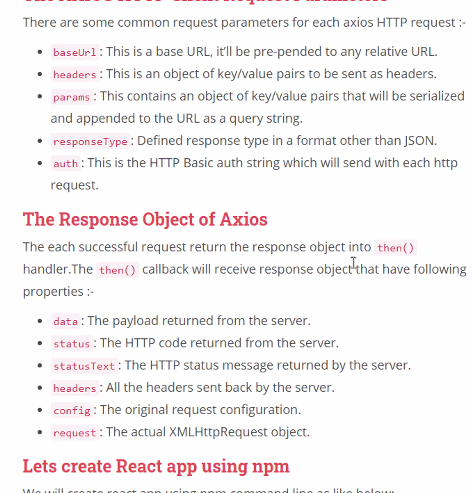 There are some common request parameters for each axios HTTP request :-
baseUrl : This is a base URL, it'll be pre-pended to any relative URL.
headers : This is an object of key/value pairs to be sent as headers.
params : This contains an object of key/value pairs that will be serialized
and appended to the URL as a query string.
responseType : Defined response type in a format other than JSON.
auth : This is the HTTP Basic auth string which will send with each http
request.
The Response Object of Axios
The each successful request return the response object into then()
handler.The then() callback will receive response object that have following
properties :-
data : The payload returned from the server.
status : The HTTP code returned from the server.
statusText : The HTTP status message returned by the server.
headers : All the headers sent back by the server.
config : The original request configuration.
request : The actual XMLHttpRequest object.
Lets create React app using npm